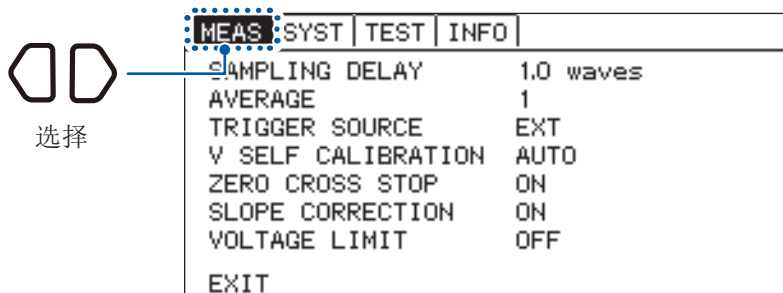 MEAS SYST TEST INFO
SAMPLING DELAY 1.0 waves
AVERAGE 1
选择
TRIGGER SOURCE EXT
V SELF CALIBRATION AUTO
ZERO CROSS STOP ON
SLOPE CORRECTION ON
VOLTAGE LIMIT OFF
EXIT